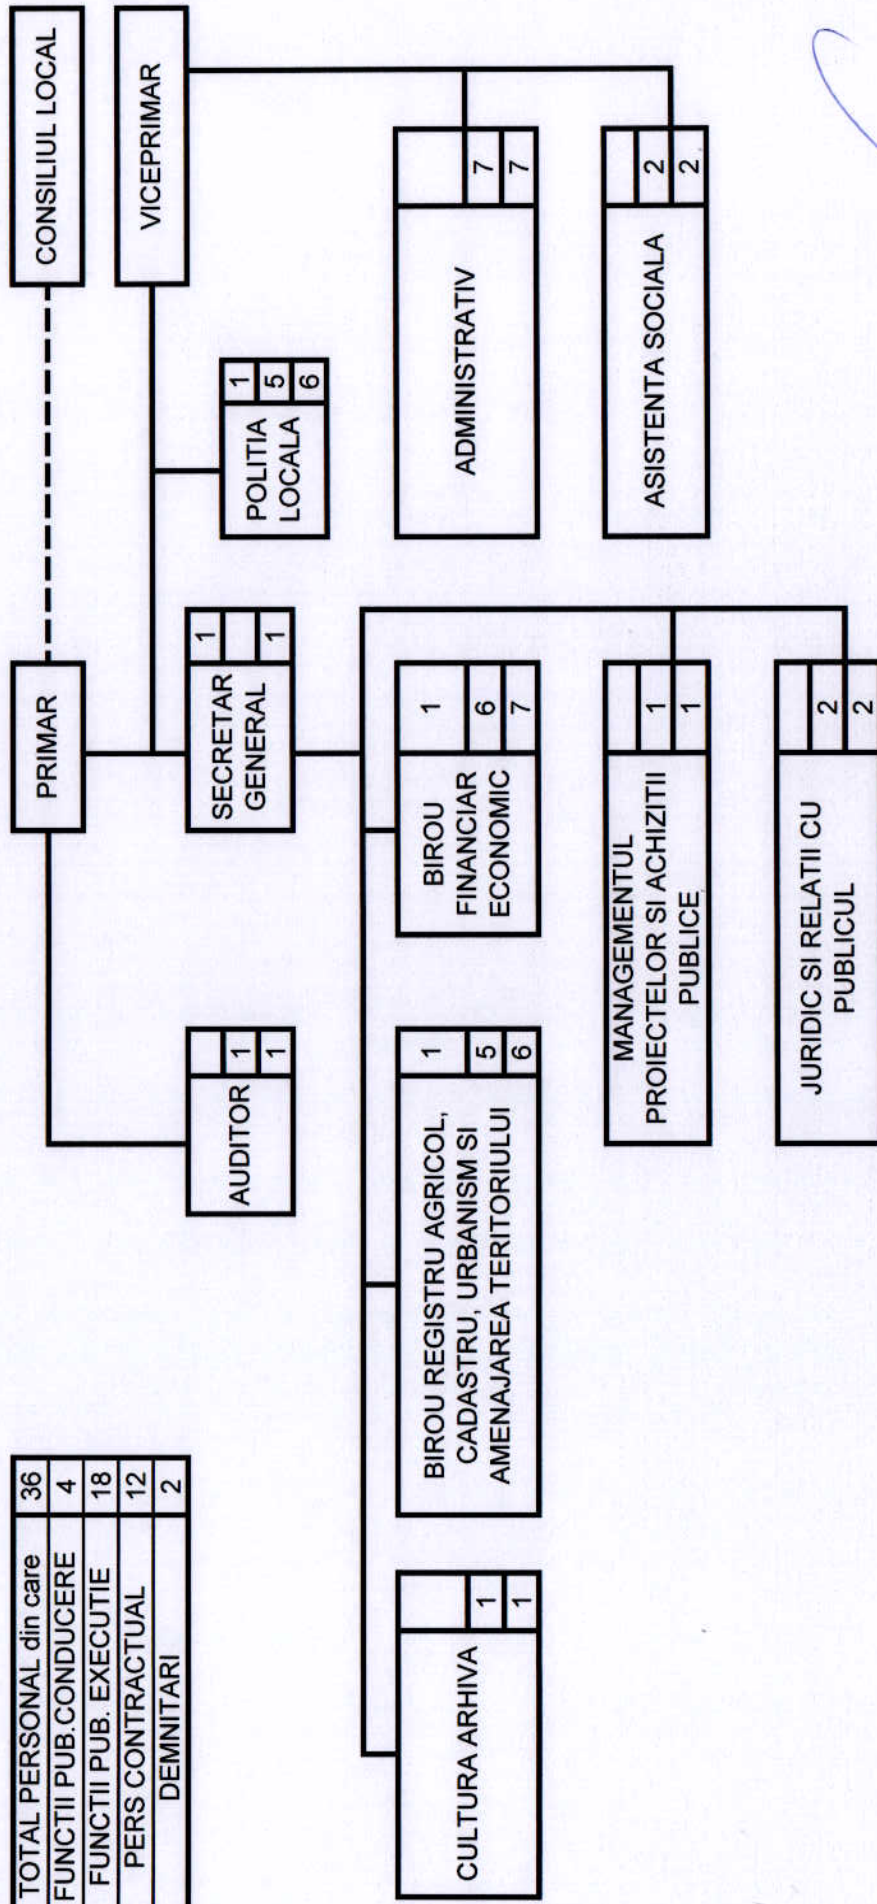 TOTAL PERSONAL din care 36
FUNCTII PUB.CONDUCERE 4
FUNCTII PUB. EXECUTIE 18
PERS CONTRACTUAL 12
DEMNITARI 2
PRIMAR
CONSILIUL LOCAL
VICEPRIMAR
AUDITOR
1
1
SECRETAR
GENERAL
1
1
POLITIA
LOCALA
1
5
6
CULTURA ARHIVA
1
1
BIROU REGISTRU AGRICOL,
CADASTRU, URBANISM SI
AMENAJAREA TERITORIULUI
1
5
6
BIROU
FINANCIAR
ECONOMIC
1
6
7
ADMINISTRATIV
7
7
MANAGEMENTUL
PROIECTELOR SI ACHIZITII
PUBLICE
1
1
ASISTENTA SOCIALA
2
2
JURIDIC SI RELATII CU
PUBLICUL
2
2